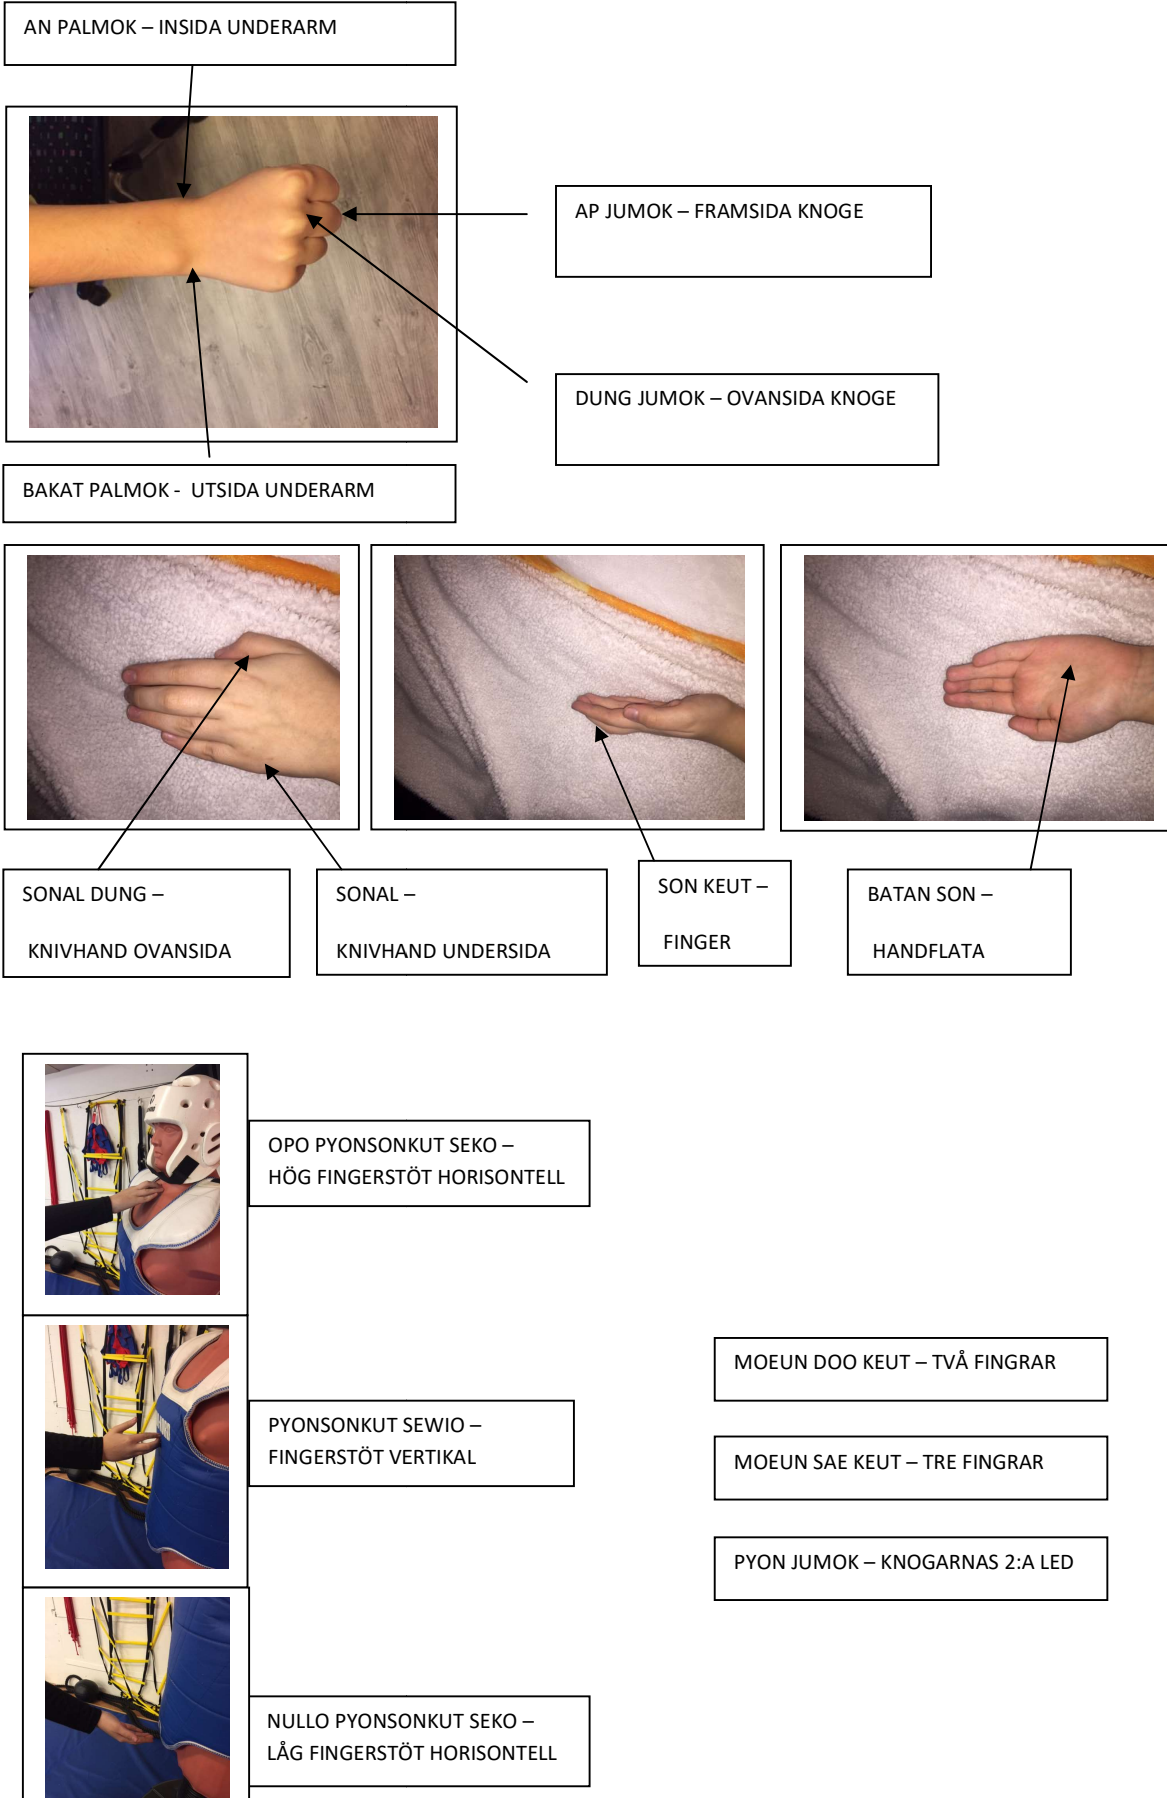 AN PALMOK – INSIDA UNDERARM
AP JUMOK – FRAMSIDA KNOGE
DUNG JUMOK – OVANSIDA KNOGE
BAKAT PALMOK - UTSIDA UNDERARM
SONAL DUNG –
KNIVHAND OVANSIDA
SONAL –
KNIVHAND UNDERSIDA
SON KEUT –
FINGER
BATAN SON –
HANDFLATA
OPO PYONSONKUT SEKO –
HÖG FINGERSTÖT HORISONTELL
PYONSONKUT SEWIO –
FINGERSTÖT VERTIKAL
MOEUN DOO KEUT – TVÅ FINGRAR
MOEUN SAE KEUT – TRE FINGRAR
PYON JUMOK – KNOGARNAS 2:A LED
NULLO PYONSONKUT SEKO –
LÅG FINGERSTÖT HORISONTELL